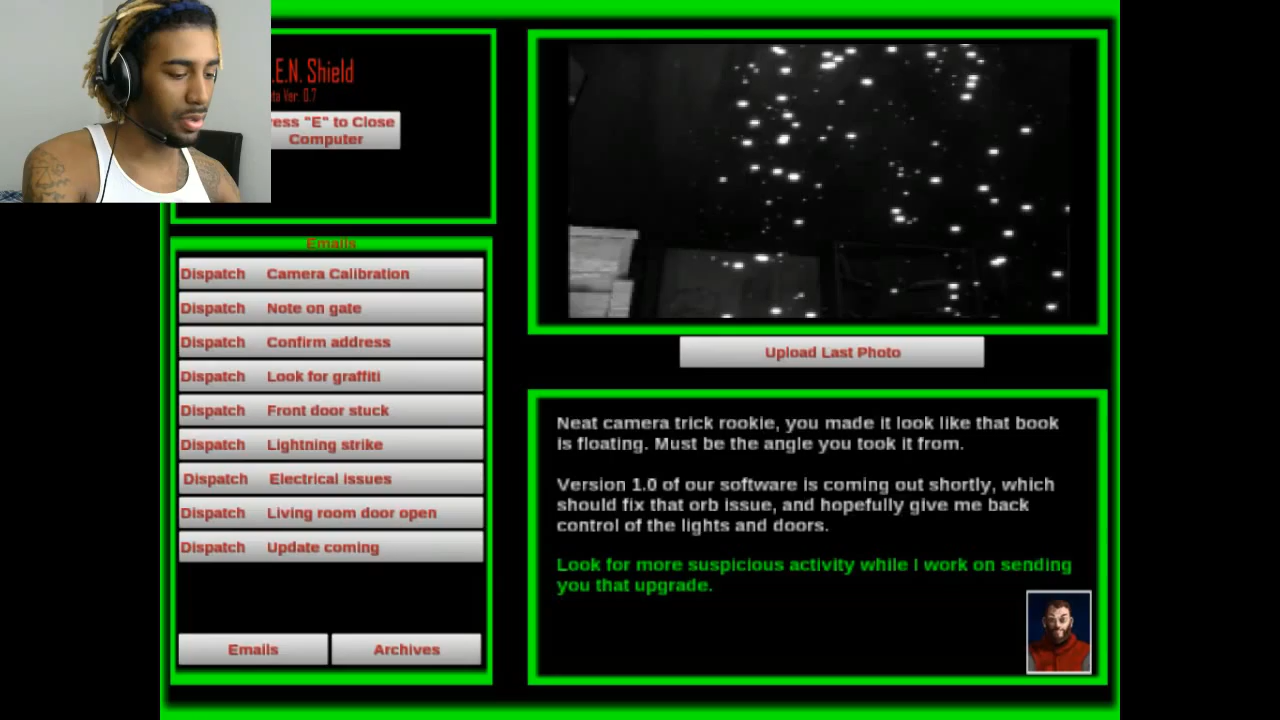 .E.N. Shield
ta Ver: 0.7
ress "E" to Close
Computer
Emails
Dispatch Camera Calibration
Dispatch Note on gate
Dispatch Confirm address
Dispatch Look for graffiti
Dispatch Front door stuck
Dispatch Lightning strike
Dispatch Electrical issues
Dispatch Living room door open
Dispatch Update coming
Emails Archives
Upload Last Photo
Neat camera trick rookie, you made it look like that book
is floating. Must be the angle you took it from.
Version 1.0 of our software is coming out shortly, which
should fix that orb issue, and hopefully give me back
control of the lights and doors.
Look for more suspicious activity while I work on sending
you that upgrade.